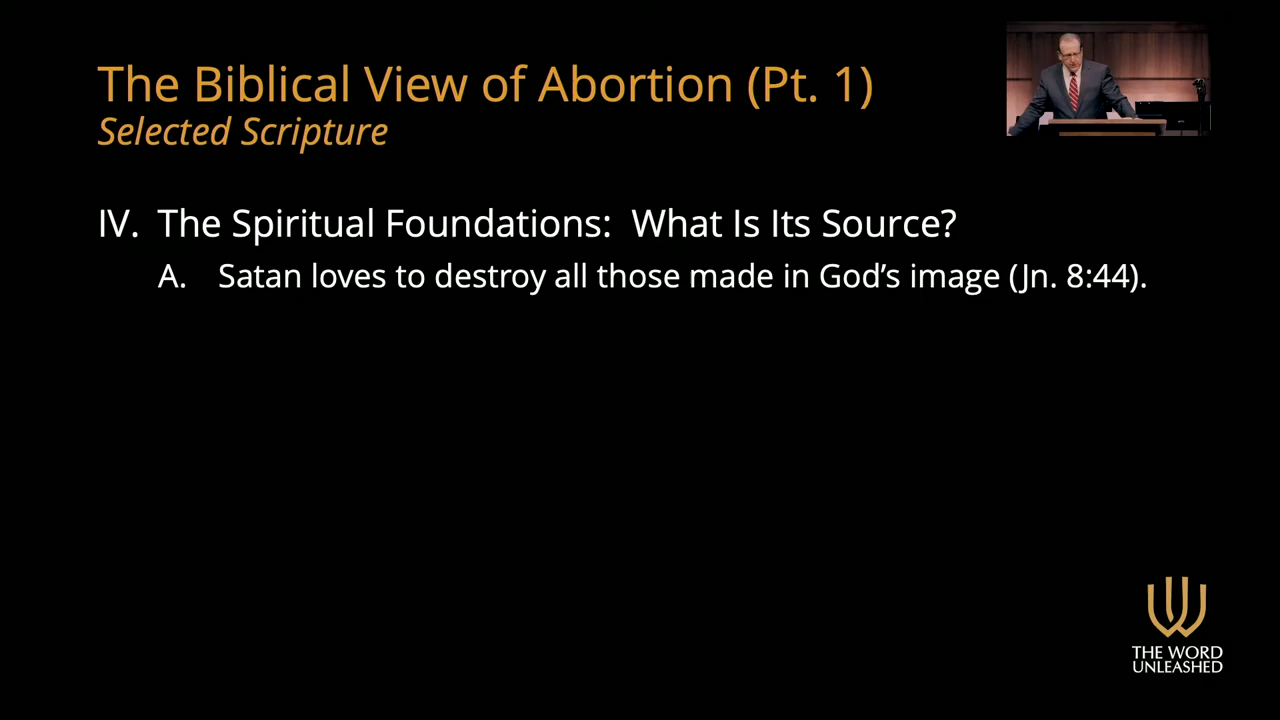 The Biblical View of Abortion (Pt. 1)
Selected Scripture
IV. The Spiritual Foundations: What Is Its Source?
A. Satan loves to destroy all those made in God’s image (Jn. 8:44).
THE WORD
UNLEASHED